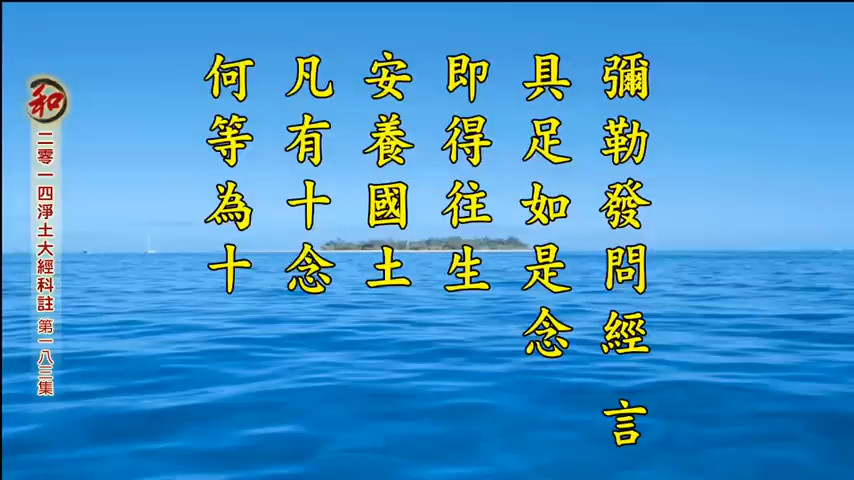 彌勒發問經 言
具足如是念
即得往生
安養國土
凡有十念
何等為十
和
二零一四淨土大經科註 第一八三集